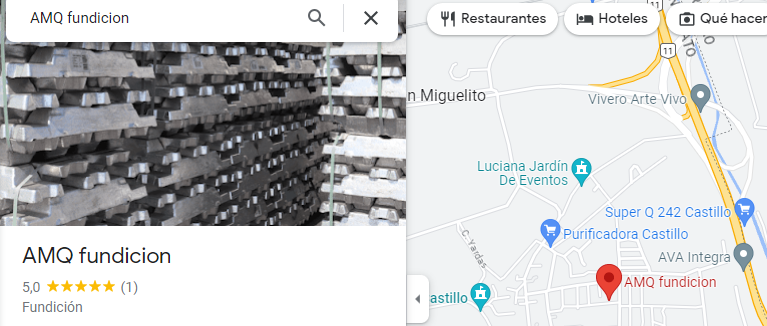 AMQ fundicion
Restaurantes
Hoteles
Qué hacer
11
n Miguelito
Vivero Arte Vivo
11
Luciana Jardín
De Eventos
Super Q 242 Castillo
Purificadora Castillo
C. Yardas
AVA Integra
AMQ fundicion
astillo
AMQ fundicion
5,0 (1)
Fundición